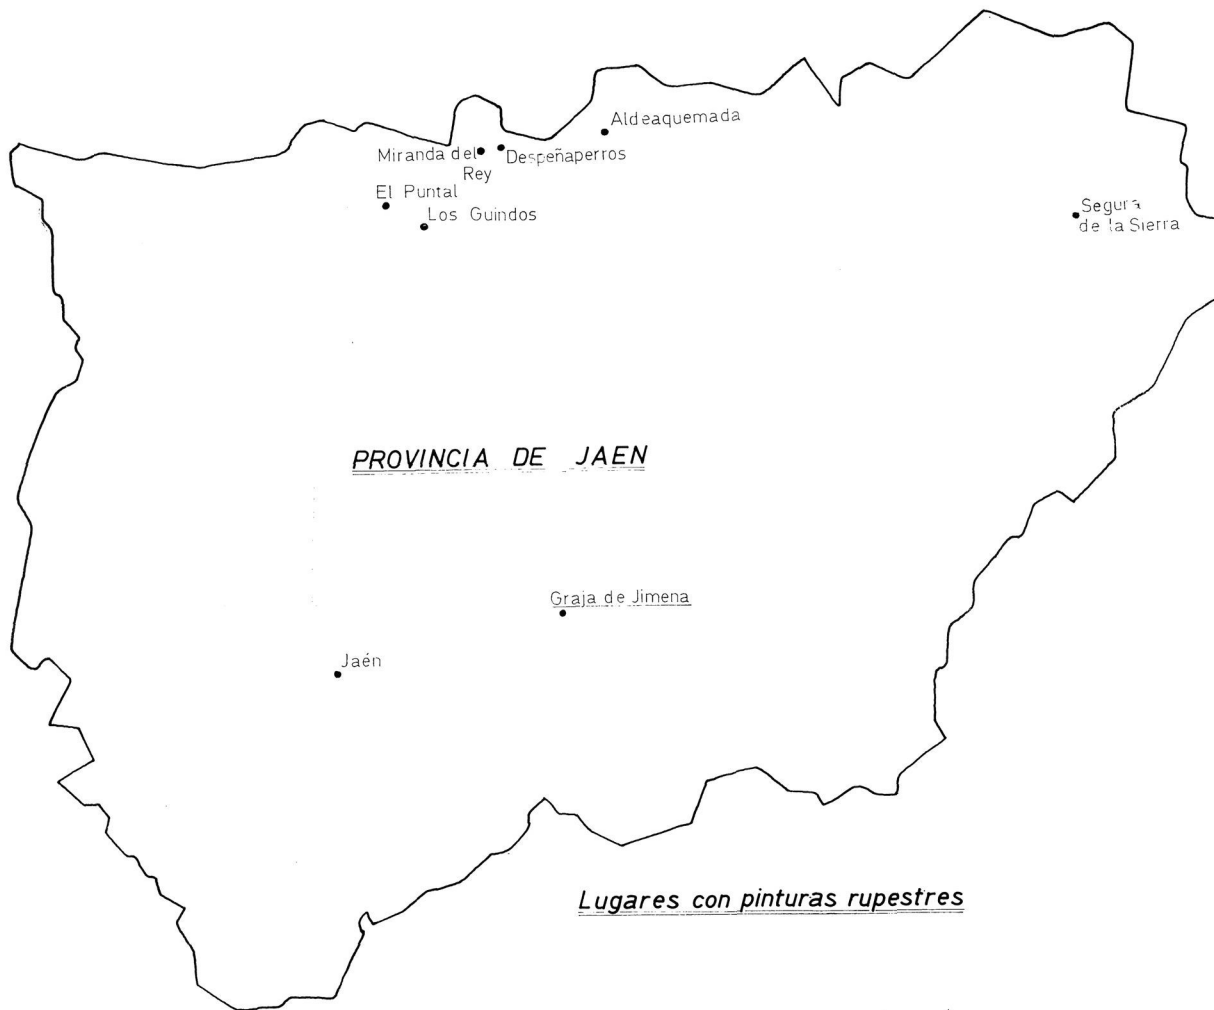 Aldeaquemada
Miranda del
Rey
Despeñaperros
El Puntal
Los Guindos
Segura
de la Sierra
PROVINCIA DE JAEN
Graja de Jimena
Jaén
Lugares con pinturas rupestres